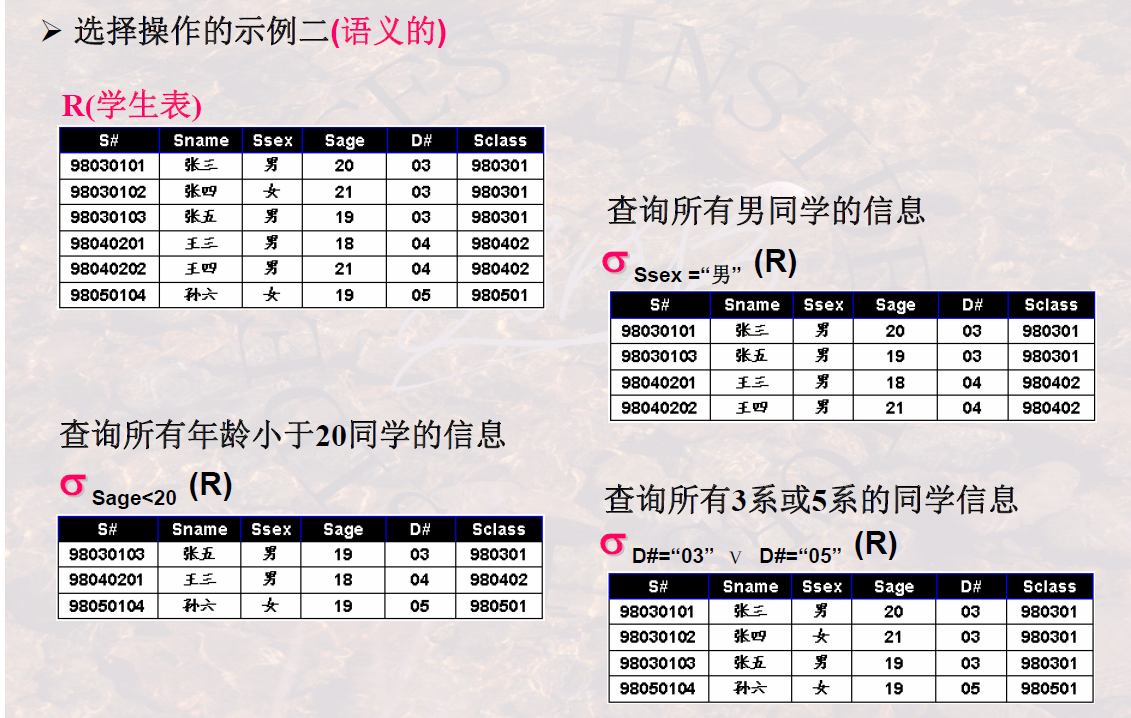 ➢ 选择操作的示例二(语义的)
R(学生表)
S# Sname Ssex Sage D# Sclass
98030101 张三 男 20 03 980301
98030102 张四 女 21 03 980301
98030103 张五 男 19 03 980301
98040201 王三 男 18 04 980402
98040202 王四 男 21 04 980402
98050104 孙六 女 19 05 980501
查询所有男同学的信息
σ Ssex =“男” (R)
S# Sname Ssex Sage D# Sclass
98030101 张三 男 20 03 980301
98030103 张五 男 19 03 980301
98040201 王三 男 18 04 980402
98040202 王四 男 21 04 980402
查询所有年龄小于20同学的信息
σ Sage<20 (R)
S# Sname Ssex Sage D# Sclass
98030103 张五 男 19 03 980301
98040201 王三 男 18 04 980402
98050104 孙六 女 19 05 980501
查询所有3系或5系的同学信息
σ D#=“03” ∨ D#=“05” (R)
S# Sname Ssex Sage D# Sclass
98030101 张三 男 20 03 980301
98030102 张四 女 21 03 980301
98030103 张五 男 19 03 980301
98050104 孙六 女 19 05 980501